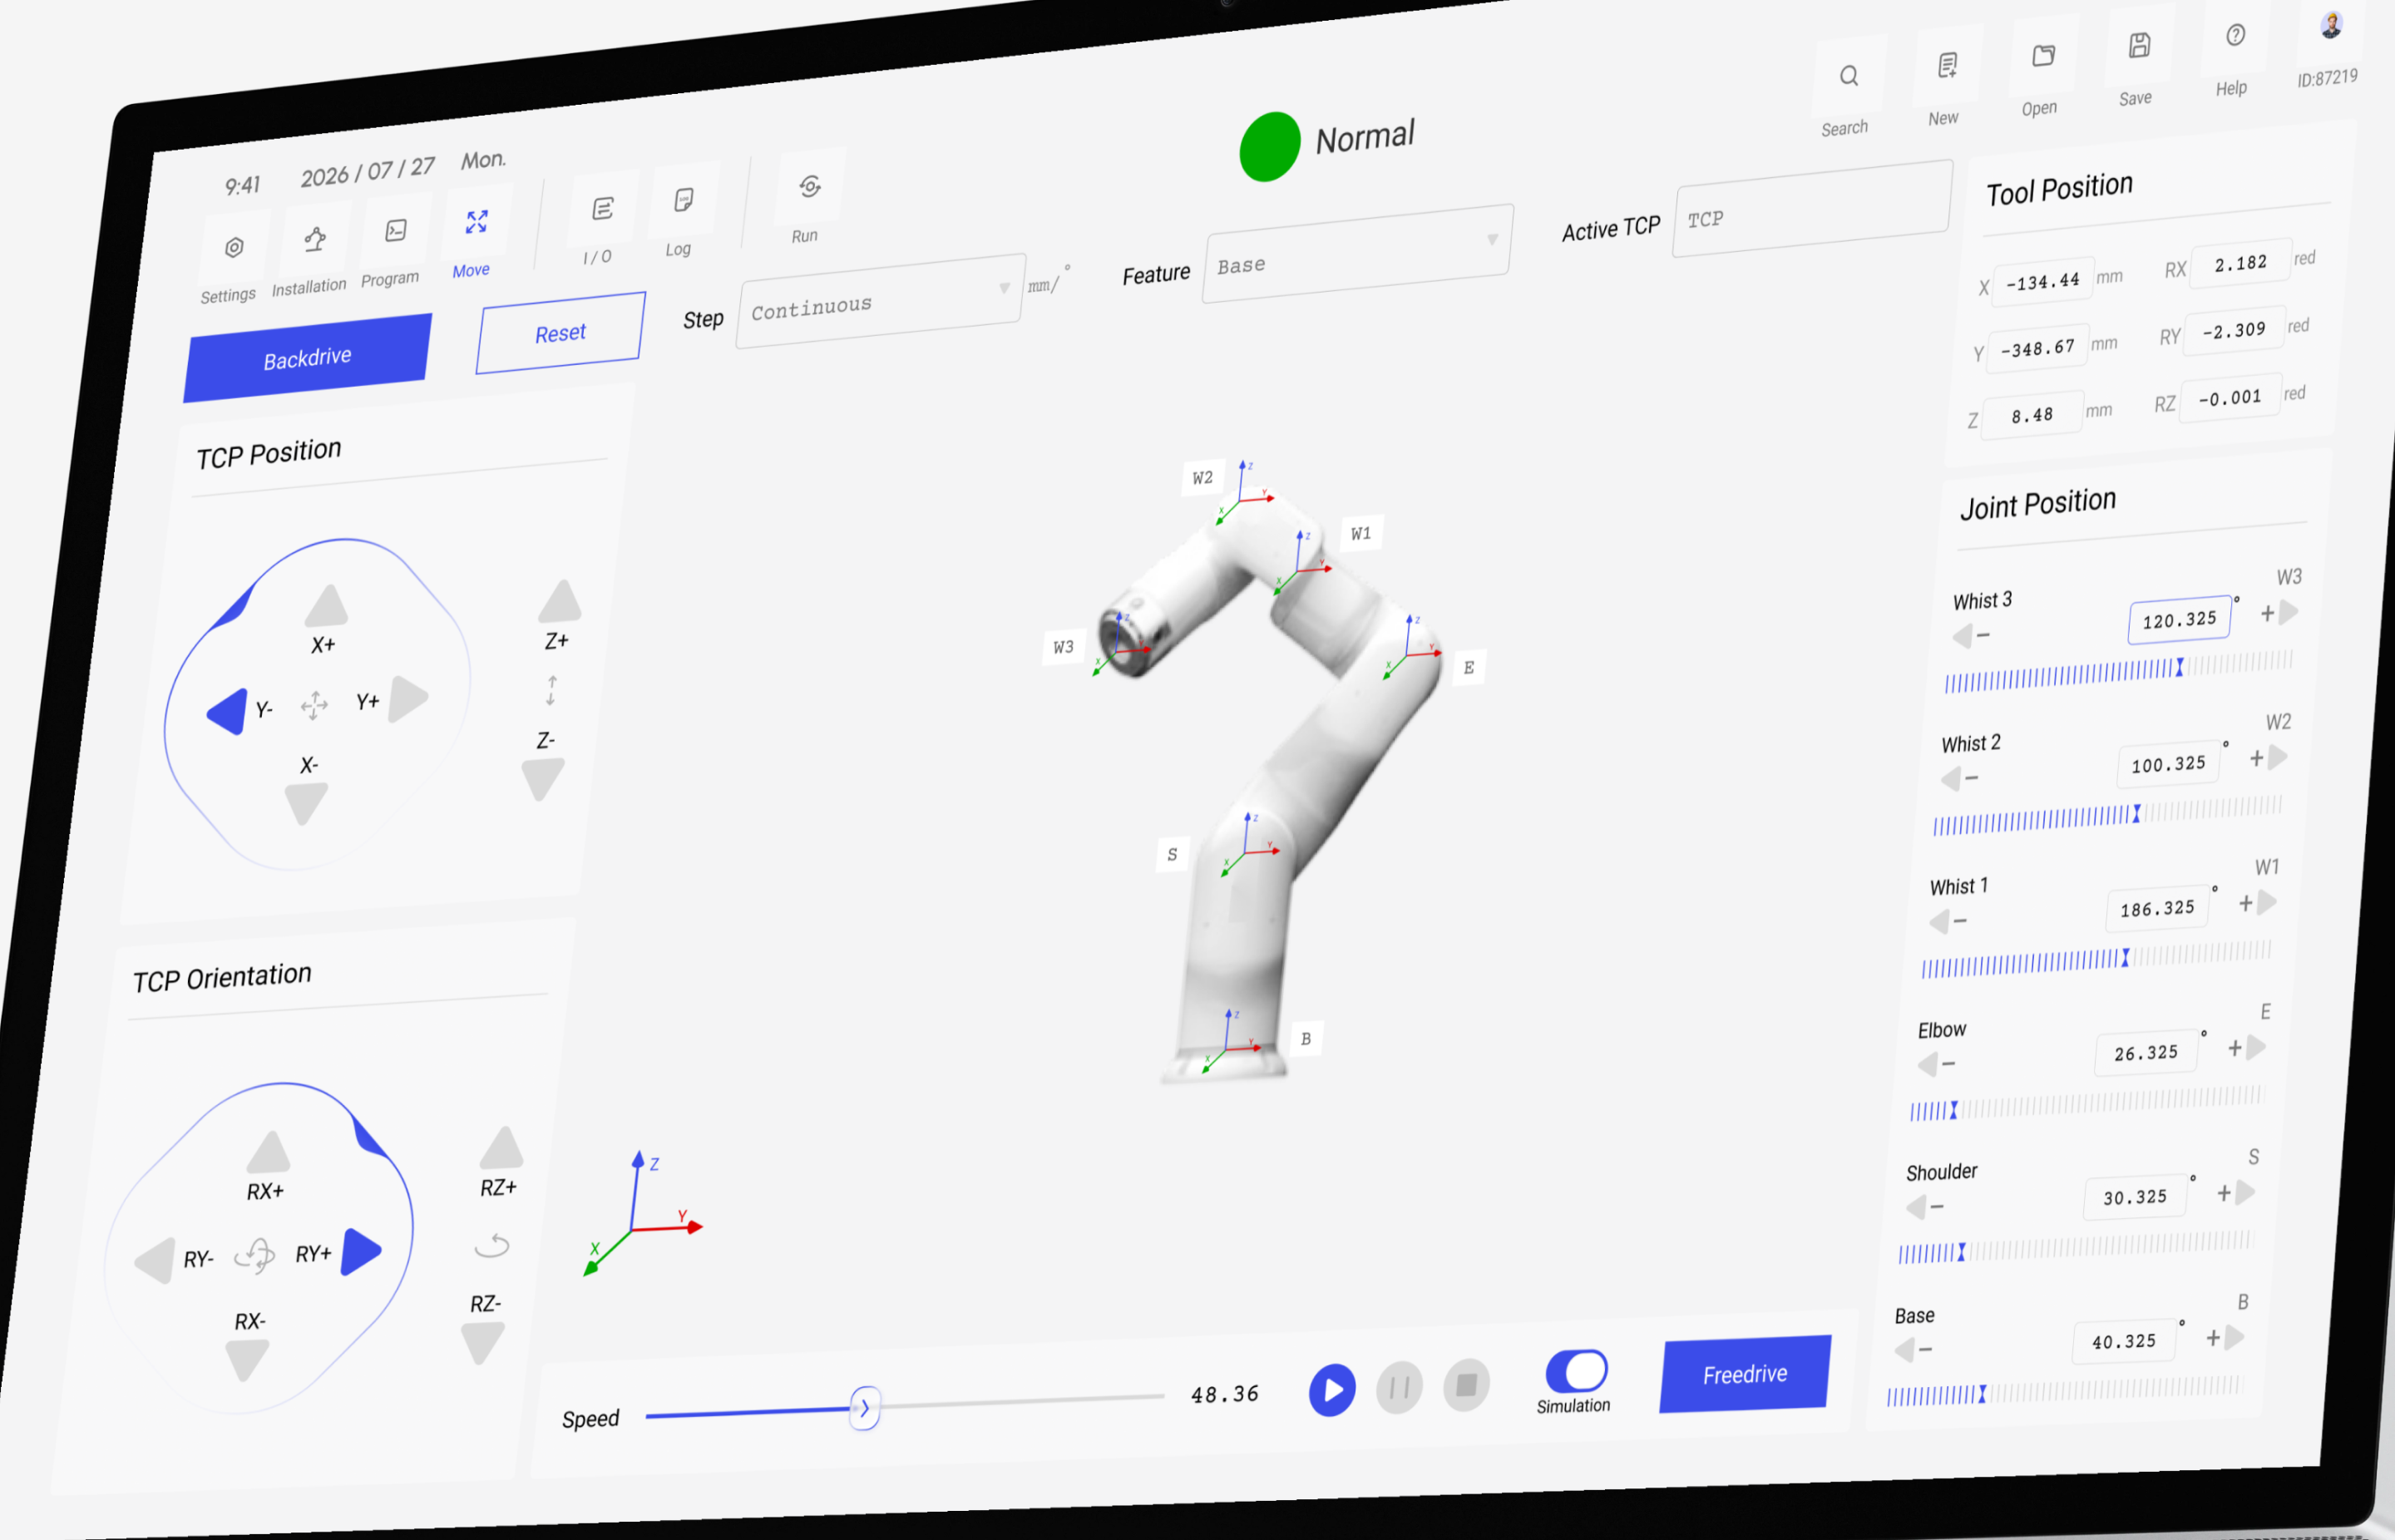 9:41 2026 / 07 / 27 Mon.
Normal
Search
New
Open
Save
Help
ID:87219
Settings
Installation
Program
Move
I / O
Log
Run
Backdrive
Reset
Step
Continuous
mm/°
Feature
Base
Active TCP
TCP
TCP Position
X+
Y-
Y+
X-
Z+
Z-
TCP Orientation
RX+
RY-
RY+
RX-
RZ+
RZ-
W2
Z
Y
X
W1
Z
Y
X
W3
Z
Y
X
E
Z
Y
X
S
Z
Y
X
B
Z
Y
X
Z
Y
X
Speed
48.36
Simulation
Freedrive
Tool Position
X -134.44 mm RX 2.182 red
Y -348.67 mm RY -2.309 red
Z 8.48 mm RZ -0.001 red
Joint Position
W3
Whist 3
- 120.325° +
W2
Whist 2
- 100.325° +
W1
Whist 1
- 186.325° +
E
Elbow
- 26.325° +
S
Shoulder
- 30.325° +
B
Base
- 40.325° +